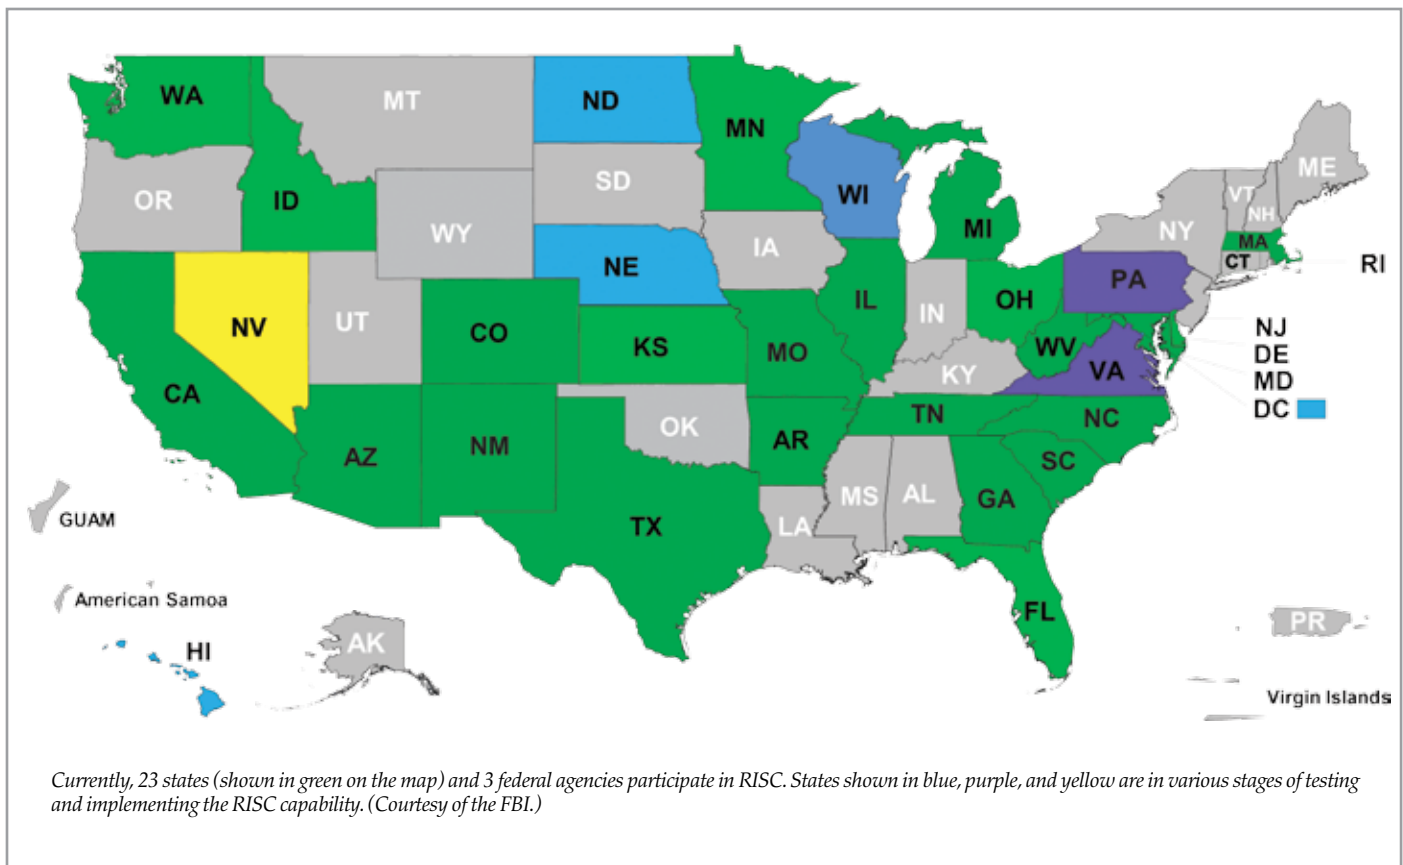 WA
MT
ND
MN
OR
ID
WY
SD
WI
MI
ME
VT
NH
NY
MA
CT
RI
NV
UT
CO
NE
IA
IL
IN
OH
PA
NJ
DE
MD
DC
CA
KS
MO
KY
WV
VA
AZ
NM
OK
AR
TN
NC
SC
TX
LA
MS
AL
GA
FL
GUAM
American Samoa
HI
AK
PR
Virgin Islands
Currently, 23 states (shown in green on the map) and 3 federal agencies participate in RISC. States shown in blue, purple, and yellow are in various stages of testing
and implementing the RISC capability. (Courtesy of the FBI.)